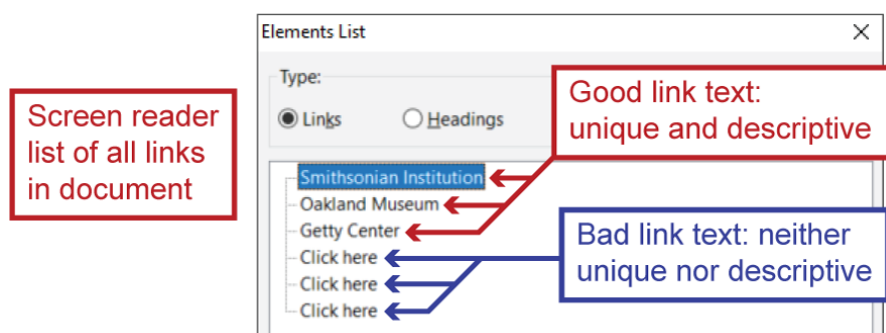 Elements List
Screen reader
list of all links
in document
Type:
Links
Headings
Good link text:
unique and descriptive
Smithsonian Institution
Oakland Museum
Getty Center
Click here
Click here
Click here
Bad link text: neither
unique nor descriptive